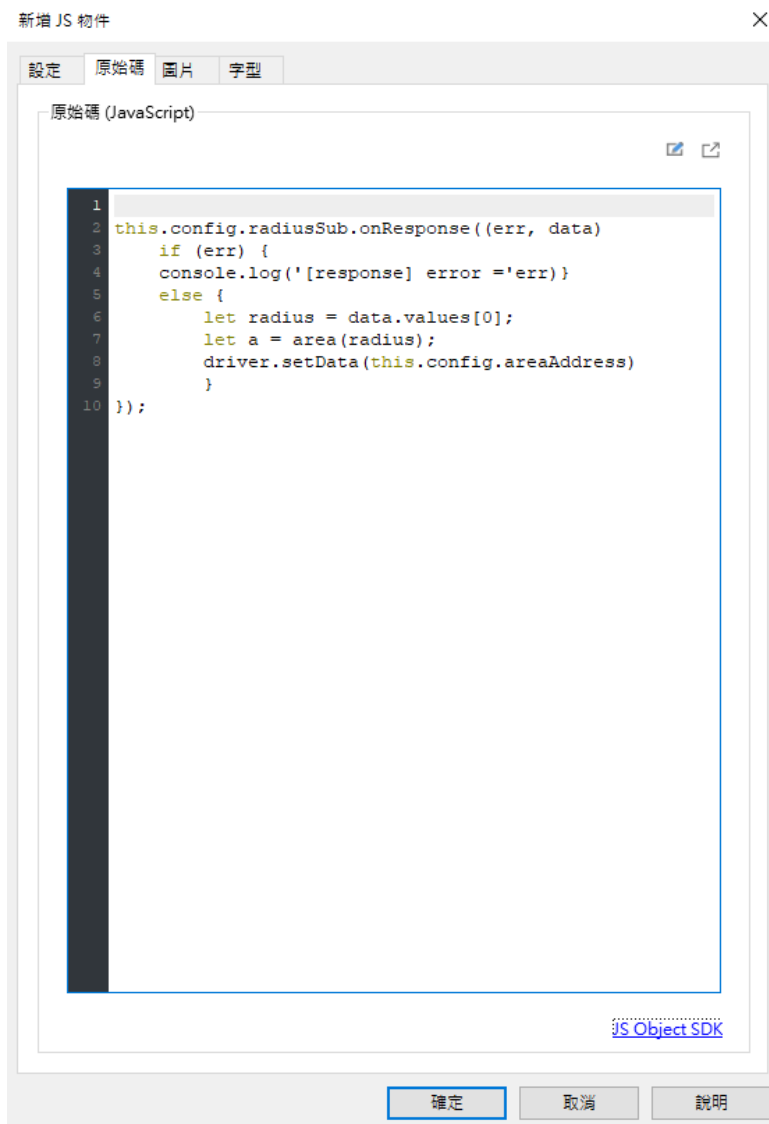 新增 JS 物件
設定 原始碼 圖片 字型
原始碼 (JavaScript)
1
2 this.config.radiusSub.onResponse((err, data)
3 if (err) {
4 console.log('[response] error ='err)}
5 else {
6 let radius = data.values[0];
7 let a = area(radius);
8 driver.setData(this.config.areaAddress)
9 }
10 });
JS Object SDK
確定 取消 說明